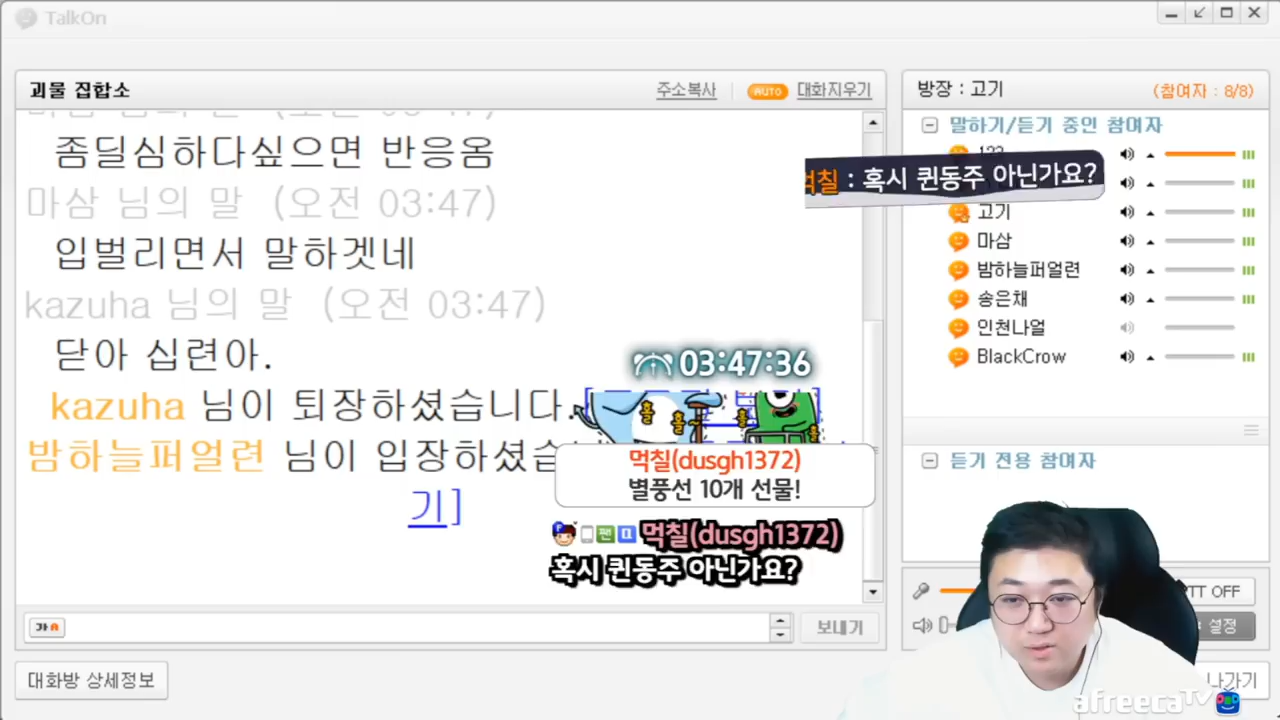 TalkOn
괴물 집합소
주소복사
AUTO
대화지우기
좀딜심하다싶으면 반응옴
마삼 님의 말 (오전 03:47)
입벌리면서 말하겟네
kazuha 님의 말 (오전 03:47)
닫아 십련아.
kazuha 님이 퇴장하셨습니다.
밤하늘퍼얼련 님이 입장하셨습
기]
03:47:36
먹칠(dusgh1372)
별풍선 10개 선물!
팬
먹칠(dusgh1372)
혹시 퀸동주 아닌가요?
보내기
대화방 상세정보
방장 : 고기
(참여자 : 8/8)
말하기/듣기 중인 참여자
먹칠 : 혹시 퀸동주 아닌가요?
고기
마삼
밤하늘퍼얼련
송은채
인천나얼
BlackCrow
듣기 전용 참여자
OFF
설정
나가기
afreecaTV